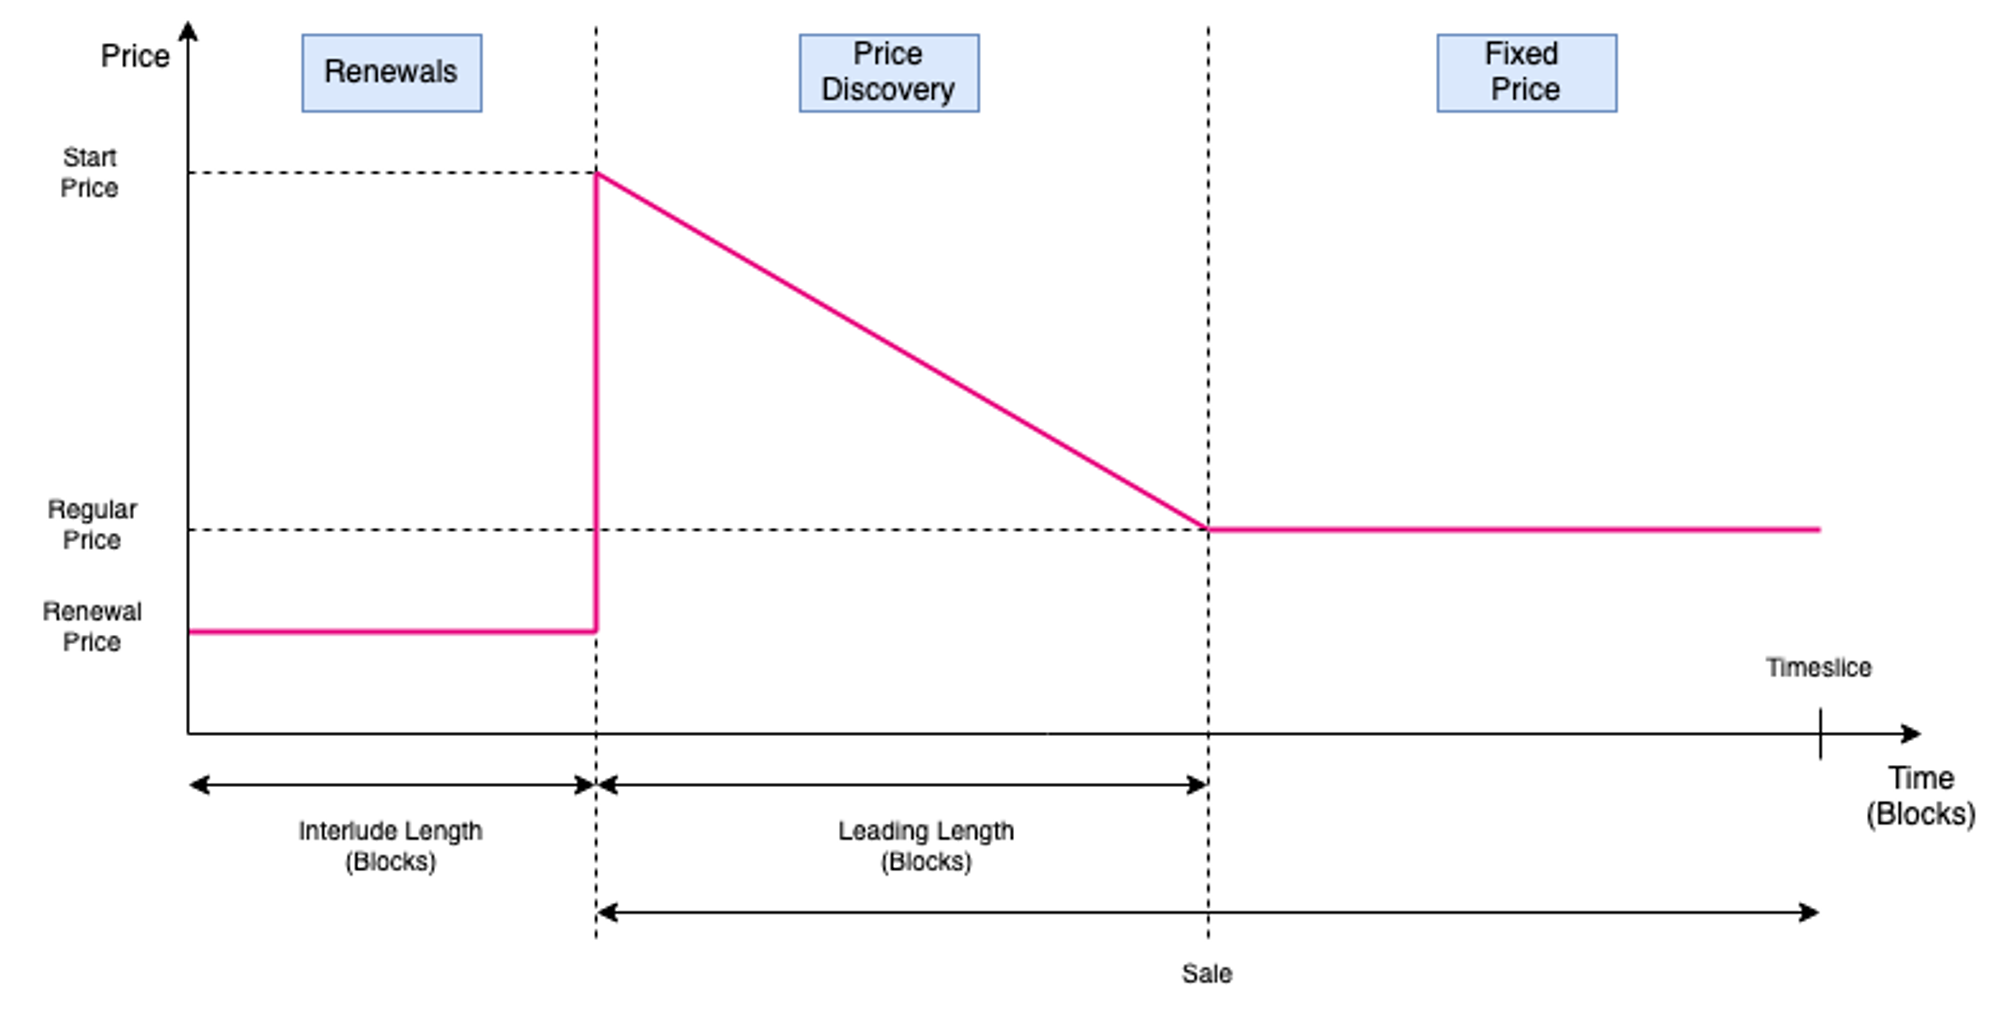 Price
Renewals
Price
Discovery
Fixed
Price
Start
Price
Regular
Price
Renewal
Price
Timeslice
Time
(Blocks)
Interlude Length
(Blocks)
Leading Length
(Blocks)
Sale